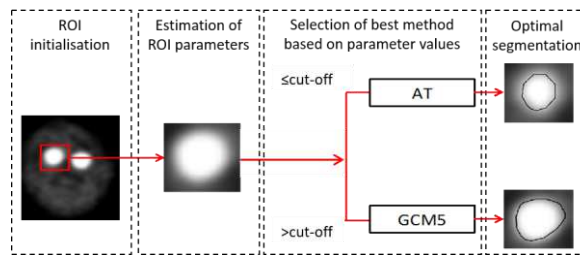 ROI
initialisation
Estimation of
ROI parameters
Selection of best method
based on parameter values
Optimal
segmentation
≤cut-off
AT
>cut-off
GCM5